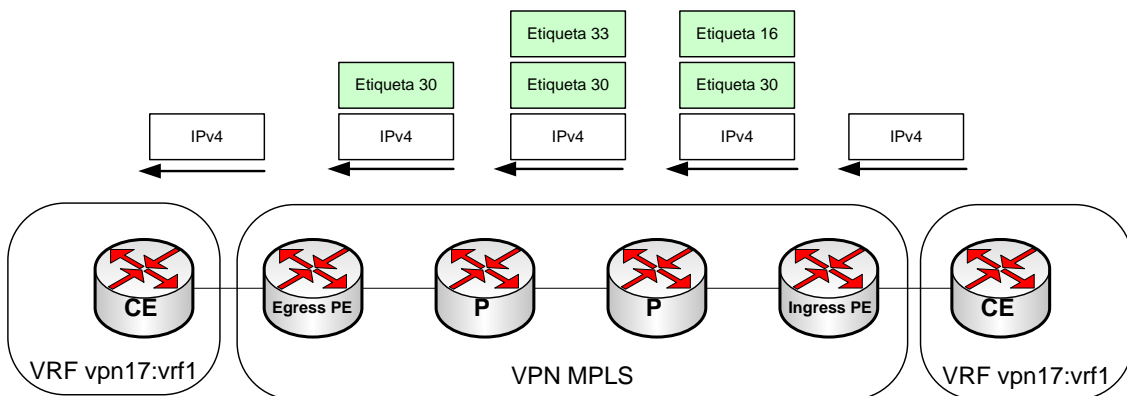 Etiqueta 33
Etiqueta 16
Etiqueta 30
Etiqueta 30
Etiqueta 30
IPv4
IPv4
IPv4
IPv4
IPv4
CE
Egress PE
P
P
Ingress PE
CE
VRF vpn17:vrf1
VPN MPLS
VRF vpn17:vrf1